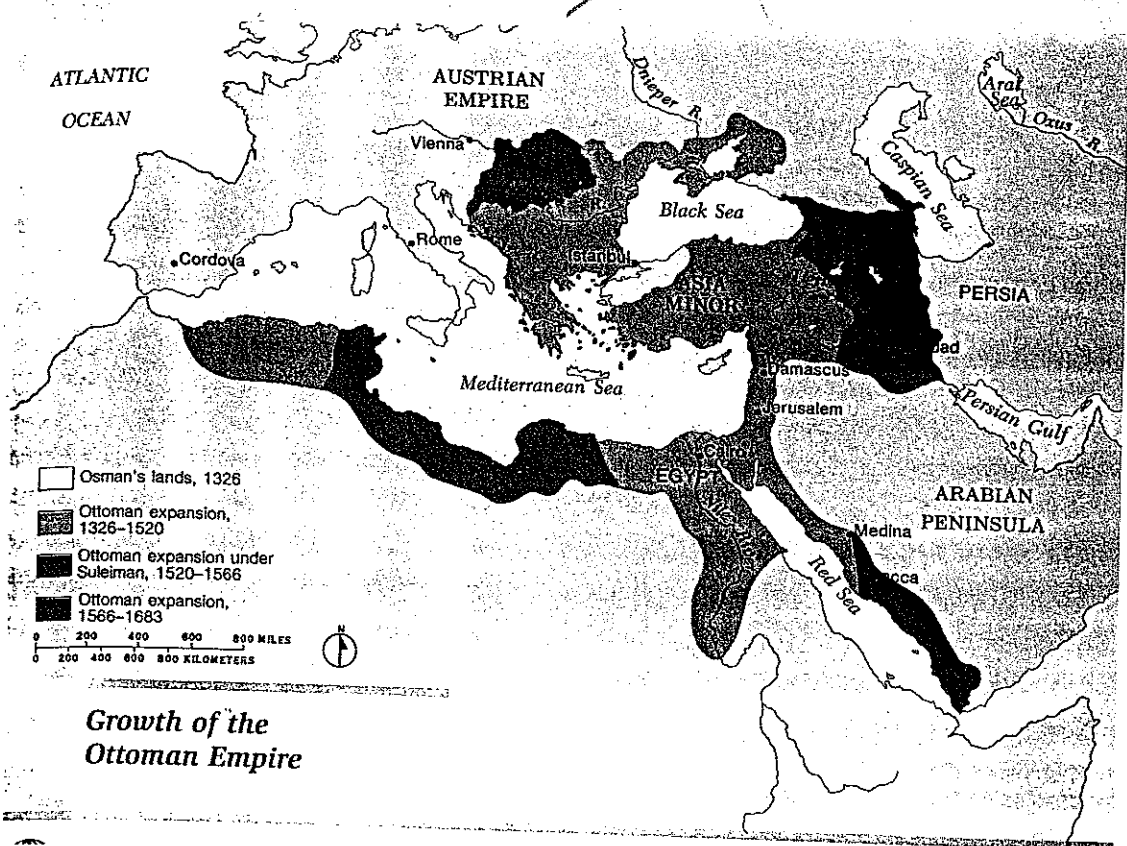 ATLANTIC
OCEAN
AUSTRIAN
EMPIRE
Dnieper R.
Aral
Sea
Oxus R.
Vienna
Caspian Sea
Black Sea
Rome
Cordova
Istanbul
ASIA
MINOR
PERSIA
Damascus
Mediterranean Sea
Jerusalem
Persian Gulf
Cairo
EGYPT
ARABIAN
PENINSULA
Medina
Red Sea
Osman's lands, 1326
Ottoman expansion,
1326–1520
Ottoman expansion under
Suleiman, 1520–1566
Ottoman expansion,
1566–1683
0 200 400 600 800 MILES
0 200 400 600 800 KILOMETERS
N
Growth of the
Ottoman Empire